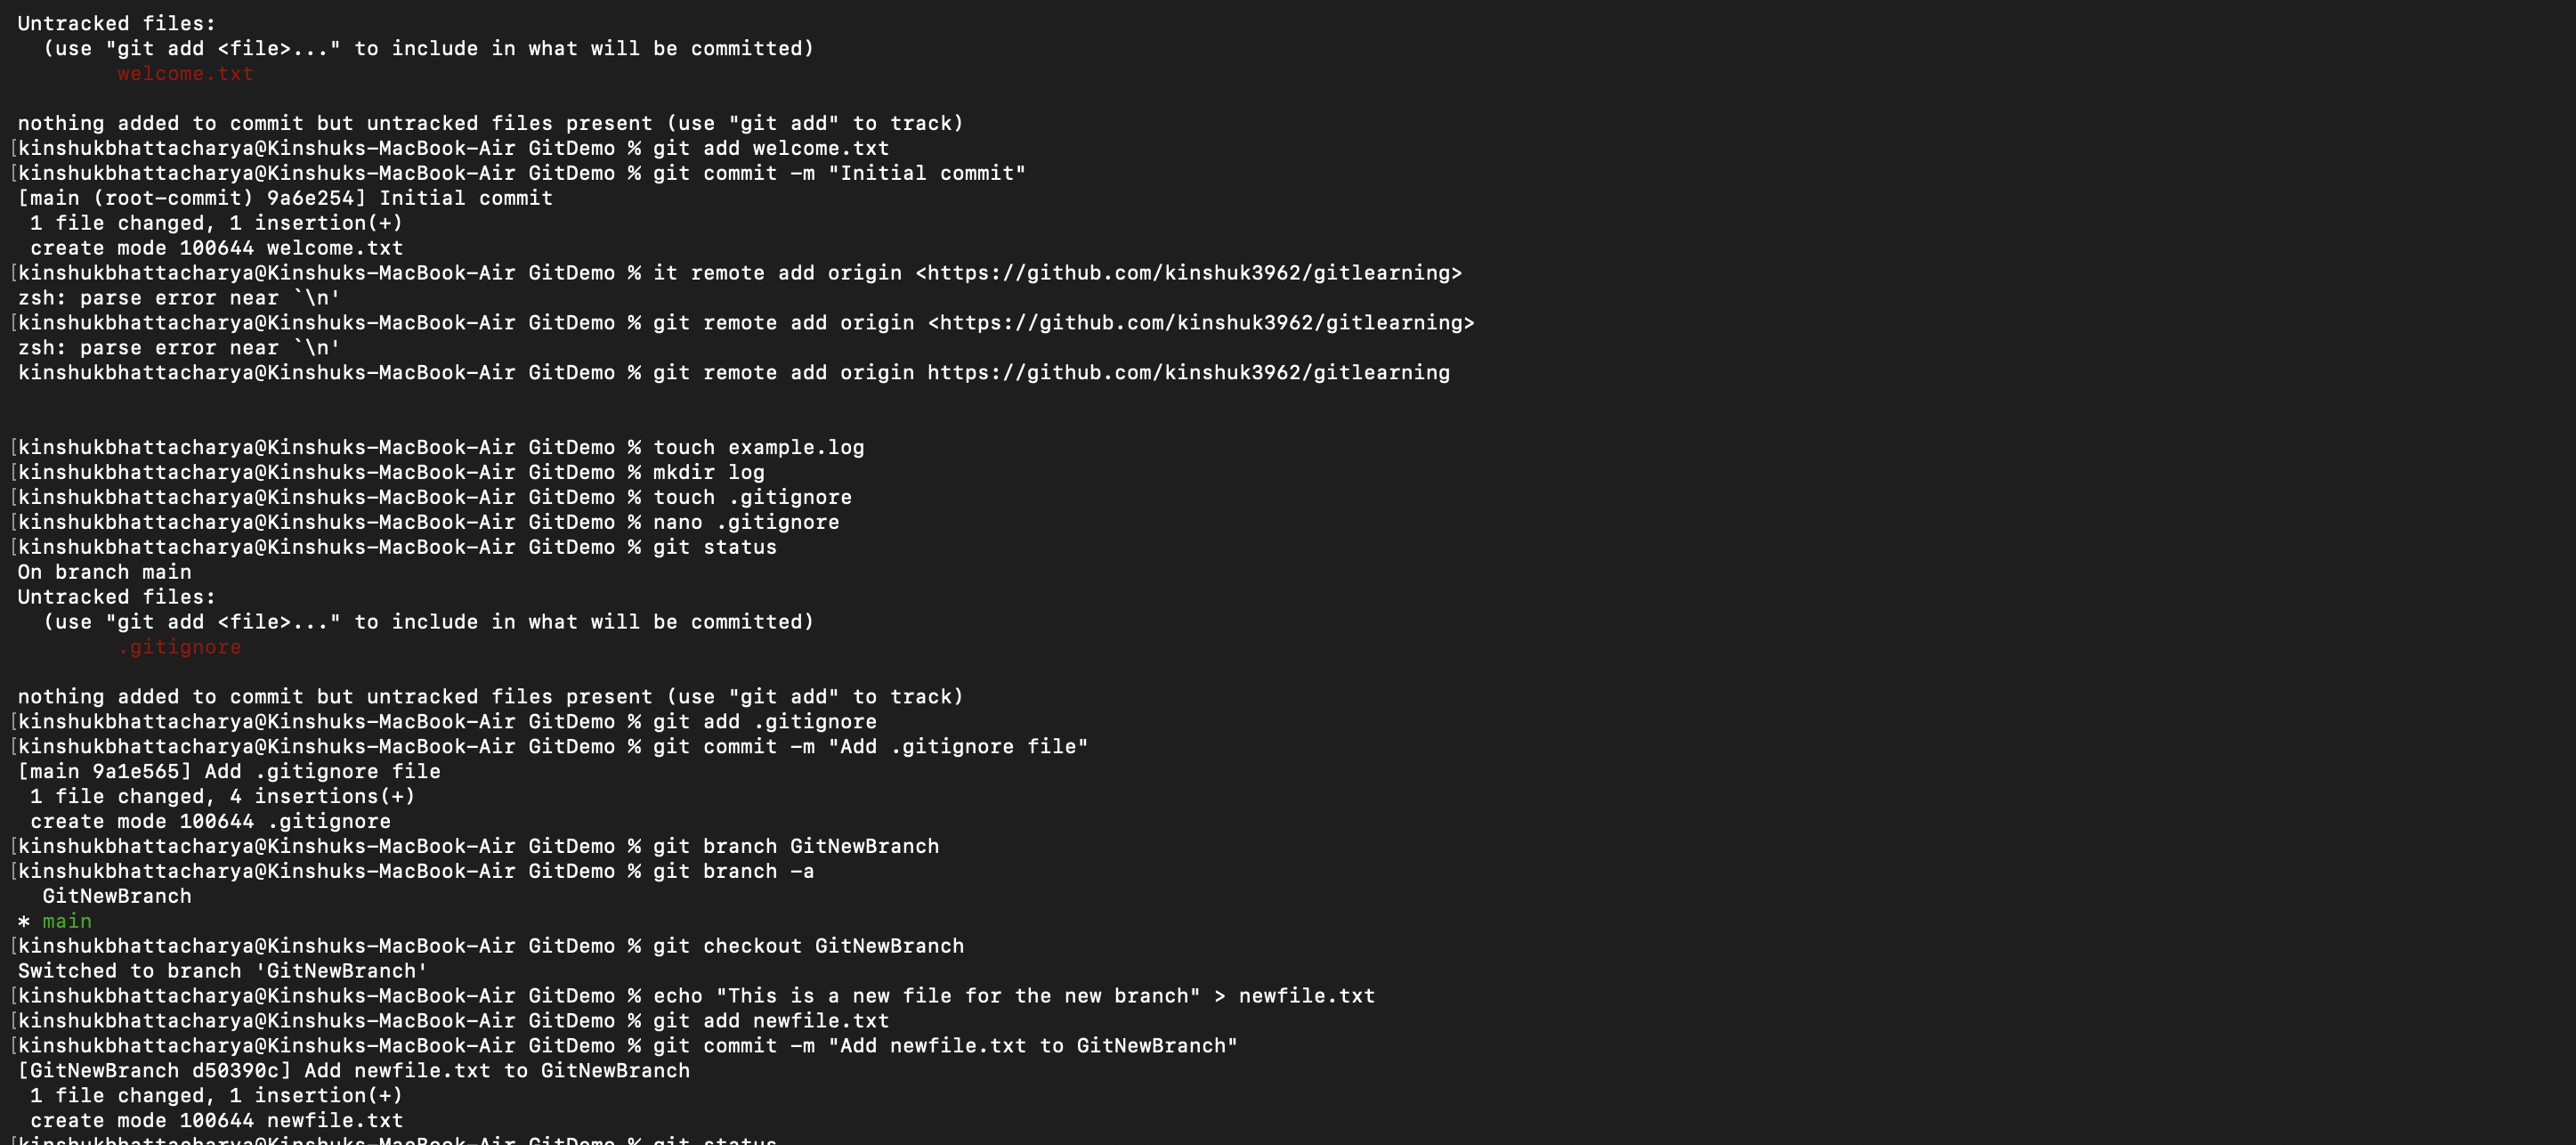 Untracked files:
  (use "git add <file>..." to include in what will be committed)
        welcome.txt

nothing added to commit but untracked files present (use "git add" to track)
[kinshukbhattacharya@Kinshuks-MacBook-Air GitDemo % git add welcome.txt
[kinshukbhattacharya@Kinshuks-MacBook-Air GitDemo % git commit -m "Initial commit"
[main (root-commit) 9a6e254] Initial commit
 1 file changed, 1 insertion(+)
 create mode 100644 welcome.txt
[kinshukbhattacharya@Kinshuks-MacBook-Air GitDemo % it remote add origin <https://github.com/kinshuk3962/gitlearning>
zsh: parse error near `\n'
[kinshukbhattacharya@Kinshuks-MacBook-Air GitDemo % git remote add origin <https://github.com/kinshuk3962/gitlearning>
zsh: parse error near `\n'
kinshukbhattacharya@Kinshuks-MacBook-Air GitDemo % git remote add origin https://github.com/kinshuk3962/gitlearning

[kinshukbhattacharya@Kinshuks-MacBook-Air GitDemo % touch example.log
[kinshukbhattacharya@Kinshuks-MacBook-Air GitDemo % mkdir log
[kinshukbhattacharya@Kinshuks-MacBook-Air GitDemo % touch .gitignore
[kinshukbhattacharya@Kinshuks-MacBook-Air GitDemo % nano .gitignore
[kinshukbhattacharya@Kinshuks-MacBook-Air GitDemo % git status
On branch main
Untracked files:
  (use "git add <file>..." to include in what will be committed)
        .gitignore

nothing added to commit but untracked files present (use "git add" to track)
[kinshukbhattacharya@Kinshuks-MacBook-Air GitDemo % git add .gitignore
[kinshukbhattacharya@Kinshuks-MacBook-Air GitDemo % git commit -m "Add .gitignore file"
[main 9a1e565] Add .gitignore file
 1 file changed, 4 insertions(+)
 create mode 100644 .gitignore
[kinshukbhattacharya@Kinshuks-MacBook-Air GitDemo % git branch GitNewBranch
[kinshukbhattacharya@Kinshuks-MacBook-Air GitDemo % git branch -a
  GitNewBranch
* main
[kinshukbhattacharya@Kinshuks-MacBook-Air GitDemo % git checkout GitNewBranch
Switched to branch 'GitNewBranch'
[kinshukbhattacharya@Kinshuks-MacBook-Air GitDemo % echo "This is a new file for the new branch" > newfile.txt
[kinshukbhattacharya@Kinshuks-MacBook-Air GitDemo % git add newfile.txt
[kinshukbhattacharya@Kinshuks-MacBook-Air GitDemo % git commit -m "Add newfile.txt to GitNewBranch"
[GitNewBranch d50390c] Add newfile.txt to GitNewBranch
 1 file changed, 1 insertion(+)
 create mode 100644 newfile.txt
[kinshukbhattacharya@Kinshuks-MacBook-Air GitDemo % git status